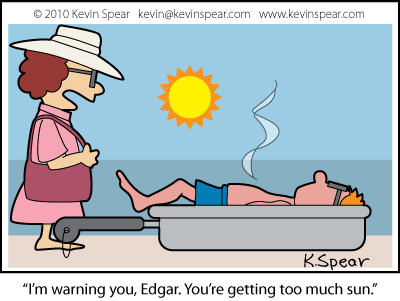 © 2010 Kevin Spear kevin@kevinspear.com www.kevinspear.com
K.Spear
“I’m warning you, Edgar. You’re getting too much sun.”